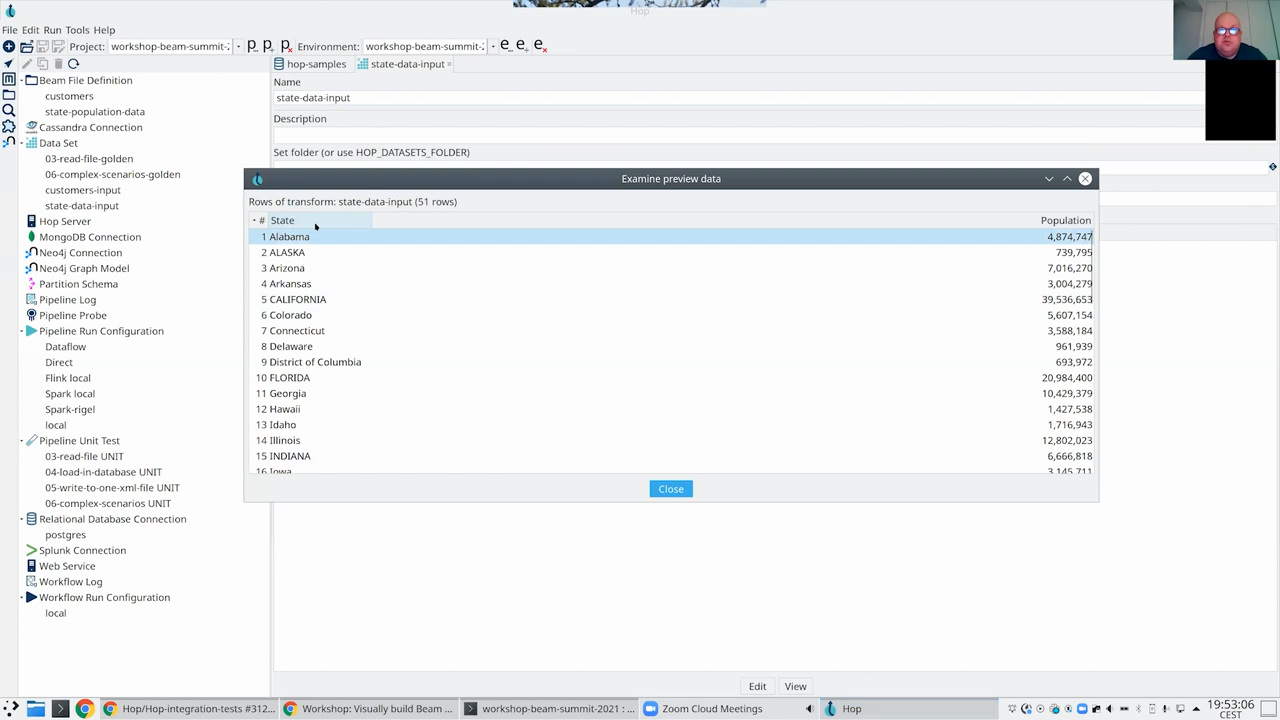 Hop
File Edit Run Tools Help
Project: workshop-beam-summit-2
Environment: workshop-beam-summit-2
hop-samples
state-data-input
Beam File Definition
customers
state-population-data
Cassandra Connection
Data Set
03-read-file-golden
06-complex-scenarios-golden
customers-input
state-data-input
Hop Server
MongoDB Connection
Neo4j Connection
Neo4j Graph Model
Partition Schema
Pipeline Log
Pipeline Probe
Pipeline Run Configuration
Dataflow
Direct
Flink local
Spark local
Spark-rigel
local
Pipeline Unit Test
03-read-file UNIT
04-load-in-database UNIT
05-write-to-one-xml-file UNIT
06-complex-scenarios UNIT
Relational Database Connection
postgres
Splunk Connection
Web Service
Workflow Log
Workflow Run Configuration
local
Name
state-data-input
Description
Set folder (or use HOP_DATASETS_FOLDER)
Examine preview data
Rows of transform: state-data-input (51 rows)
# State Population
1 Alabama 4,874,747
2 ALASKA 739,795
3 Arizona 7,016,270
4 Arkansas 3,004,279
5 CALIFORNIA 39,536,653
6 Colorado 5,607,154
7 Connecticut 3,588,184
8 Delaware 961,939
9 District of Columbia 693,972
10 FLORIDA 20,984,400
11 Georgia 10,429,379
12 Hawaii 1,427,538
13 Idaho 1,716,943
14 Illinois 12,802,023
15 INDIANA 6,666,818
16 Iowa 3,145,711
Close
Edit View
Hop/Hop-integration-tests #312...
Workshop: Visually build Beam ...
workshop-beam-summit-2021 : ...
Zoom Cloud Meetings
Hop
19:53:06
CEST